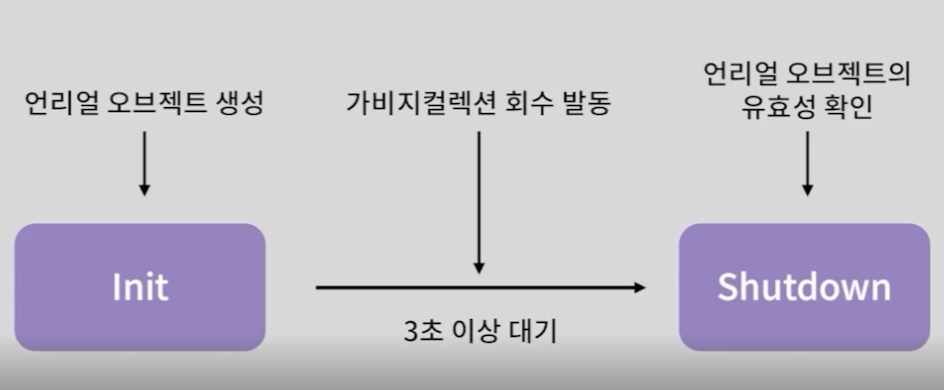 언리얼 오브젝트 생성
가비지컬렉션 회수 발동
언리얼 오브젝트의
유효성 확인
Init
3초 이상 대기
Shutdown